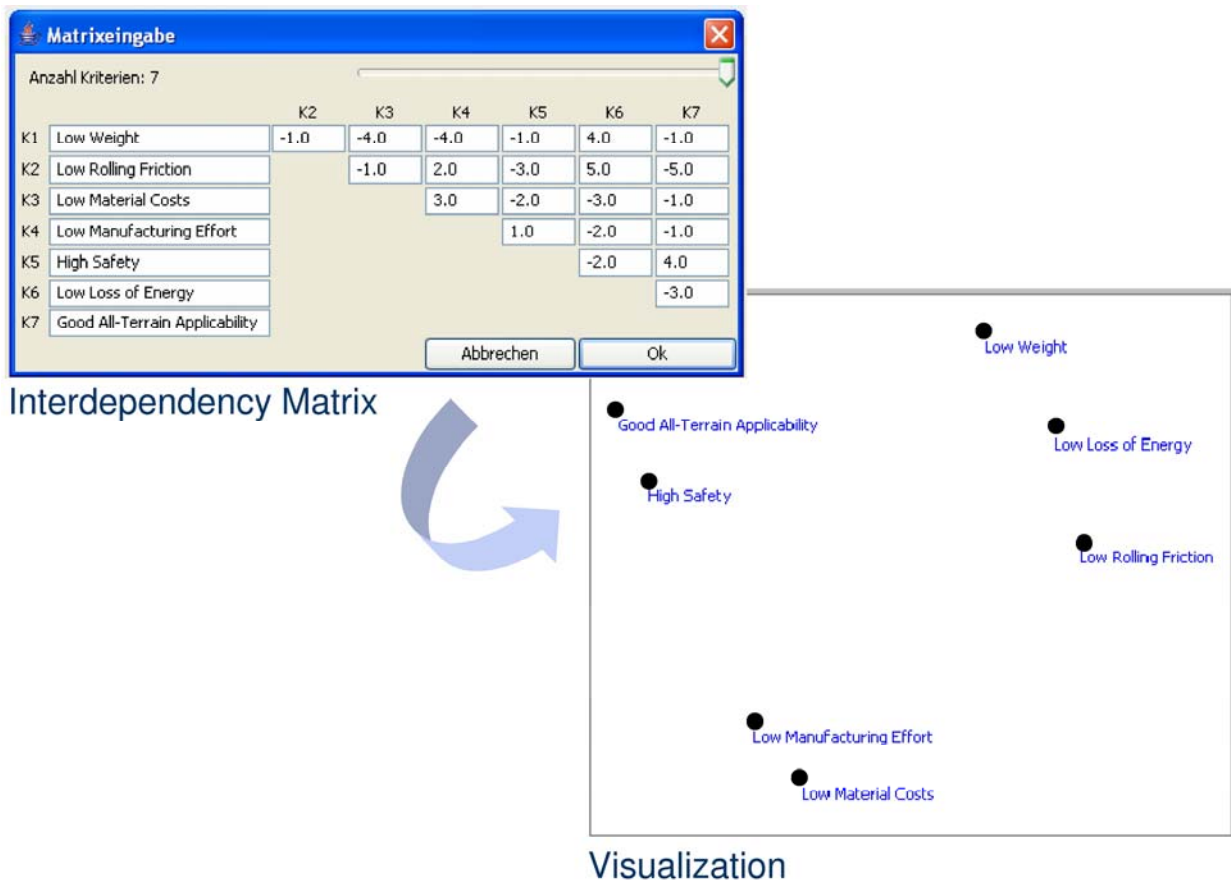 Matrixeingabe
Anzahl Kriterien: 7
K2 K3 K4 K5 K6 K7
K1 Low Weight -1.0 -4.0 -4.0 -1.0 4.0 -1.0
K2 Low Rolling Friction -1.0 2.0 -3.0 5.0 -5.0
K3 Low Material Costs 3.0 -2.0 -3.0 -1.0
K4 Low Manufacturing Effort 1.0 -2.0 -1.0
K5 High Safety -2.0 4.0
K6 Low Loss of Energy -3.0
K7 Good All-Terrain Applicability
Abbrechen Ok
Interdependency Matrix
Low Weight
Good All-Terrain Applicability
Low Loss of Energy
High Safety
Low Rolling Friction
Low Manufacturing Effort
Low Material Costs
Visualization